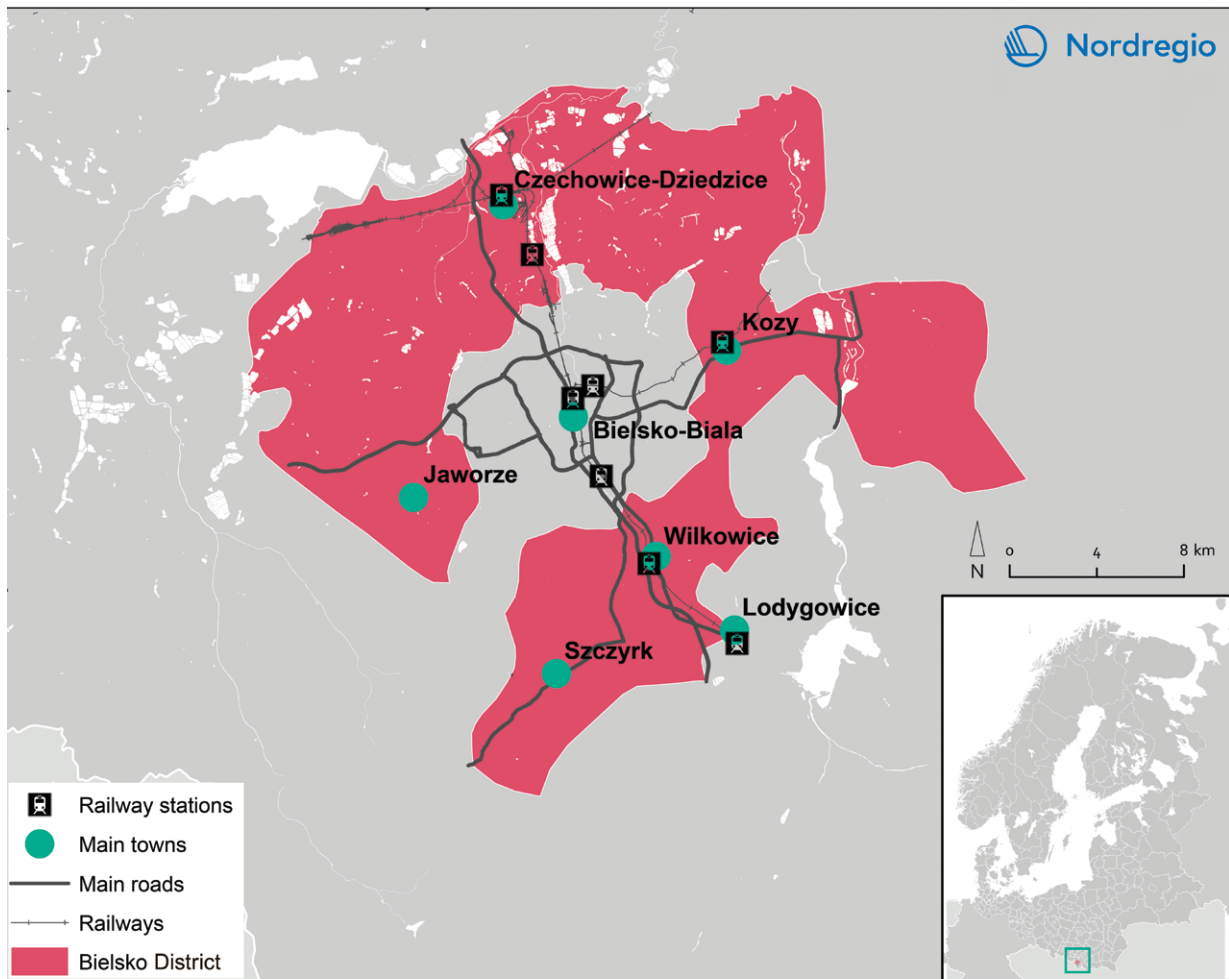 Nordregio
Czechowice-Dziedzice
Kozy
Bielsko-Biala
Jaworze
Wilkowice
Lodygowice
Szczyrk
0 4 8 km
N
Railway stations
Main towns
Main roads
Railways
Bielsko District